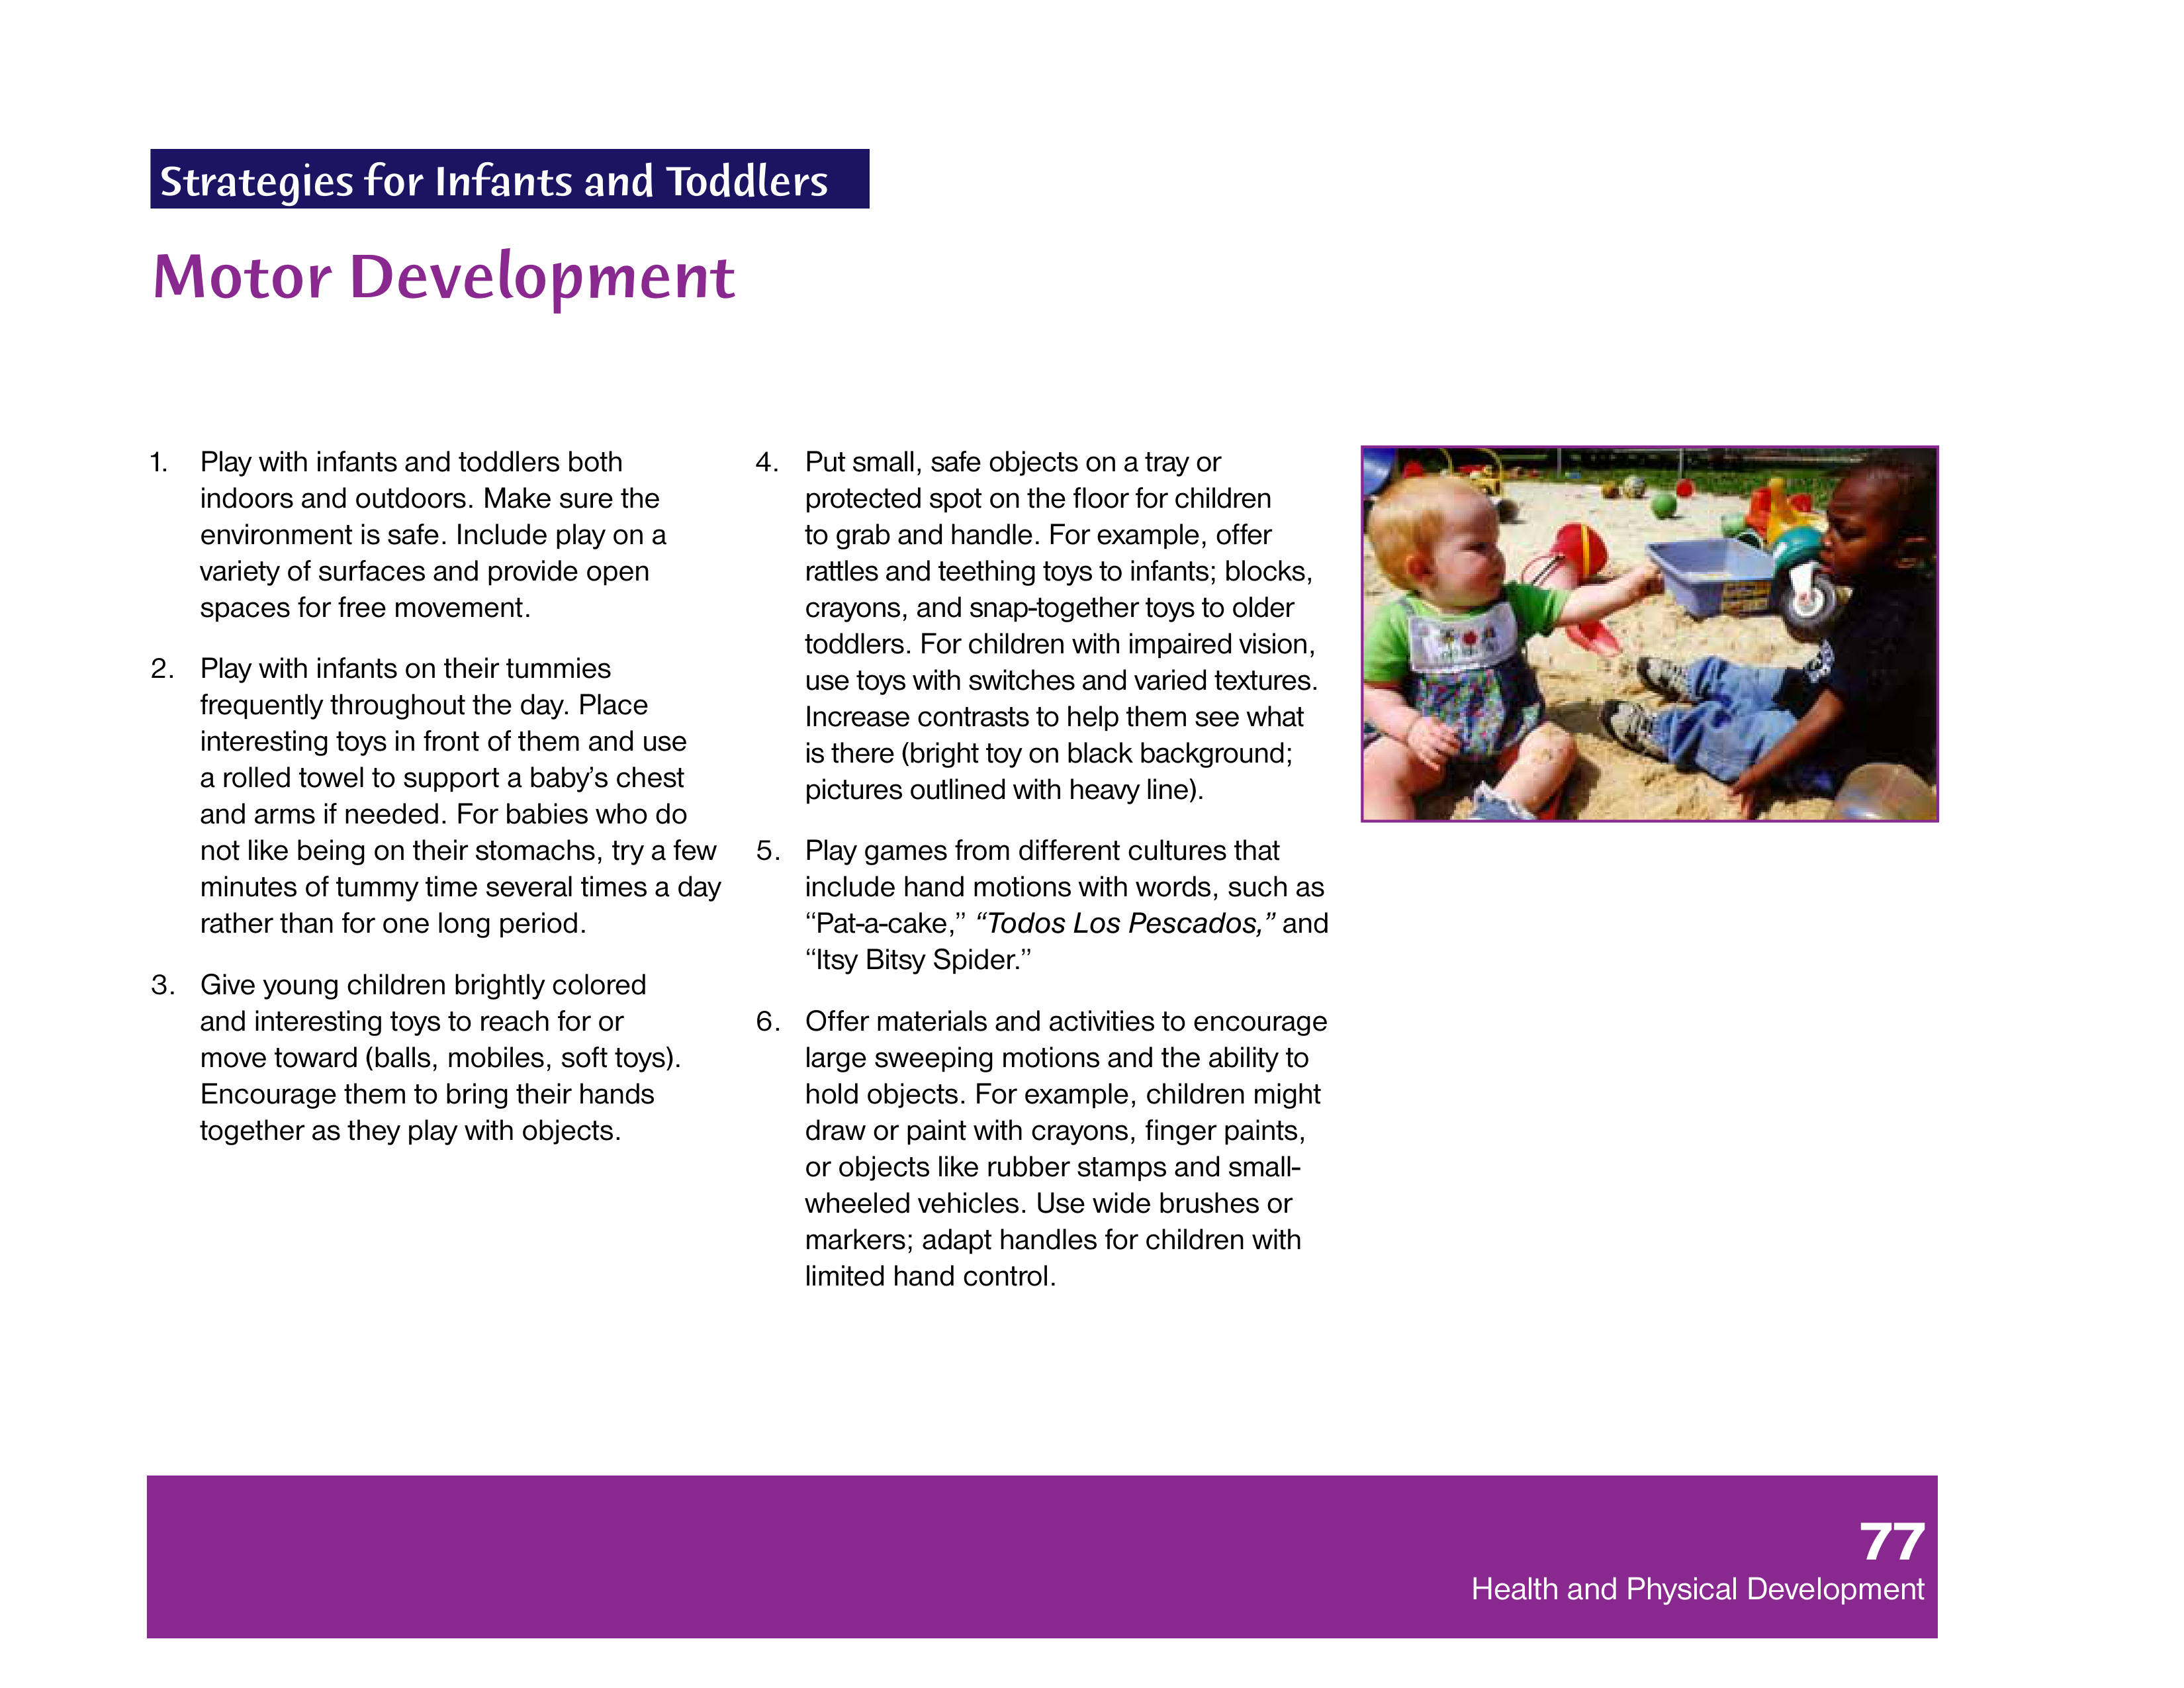 Strategies for Infants and Toddlers
Motor Development
1. Play with infants and toddlers both
indoors and outdoors. Make sure the
environment is safe. Include play on a
variety of surfaces and provide open
spaces for free movement.
2. Play with infants on their tummies
frequently throughout the day. Place
interesting toys in front of them and use
a rolled towel to support a baby’s chest
and arms if needed. For babies who do
not like being on their stomachs, try a few
minutes of tummy time several times a day
rather than for one long period.
3. Give young children brightly colored
and interesting toys to reach for or
move toward (balls, mobiles, soft toys).
Encourage them to bring their hands
together as they play with objects.
4. Put small, safe objects on a tray or
protected spot on the floor for children
to grab and handle. For example, offer
rattles and teething toys to infants; blocks,
crayons, and snap-together toys to older
toddlers. For children with impaired vision,
use toys with switches and varied textures.
Increase contrasts to help them see what
is there (bright toy on black background;
pictures outlined with heavy line).
5. Play games from different cultures that
include hand motions with words, such as
“Pat-a-cake,” “Todos Los Pescados,” and
“Itsy Bitsy Spider.”
6. Offer materials and activities to encourage
large sweeping motions and the ability to
hold objects. For example, children might
draw or paint with crayons, finger paints,
or objects like rubber stamps and small-
wheeled vehicles. Use wide brushes or
markers; adapt handles for children with
limited hand control.
77
Health and Physical Development